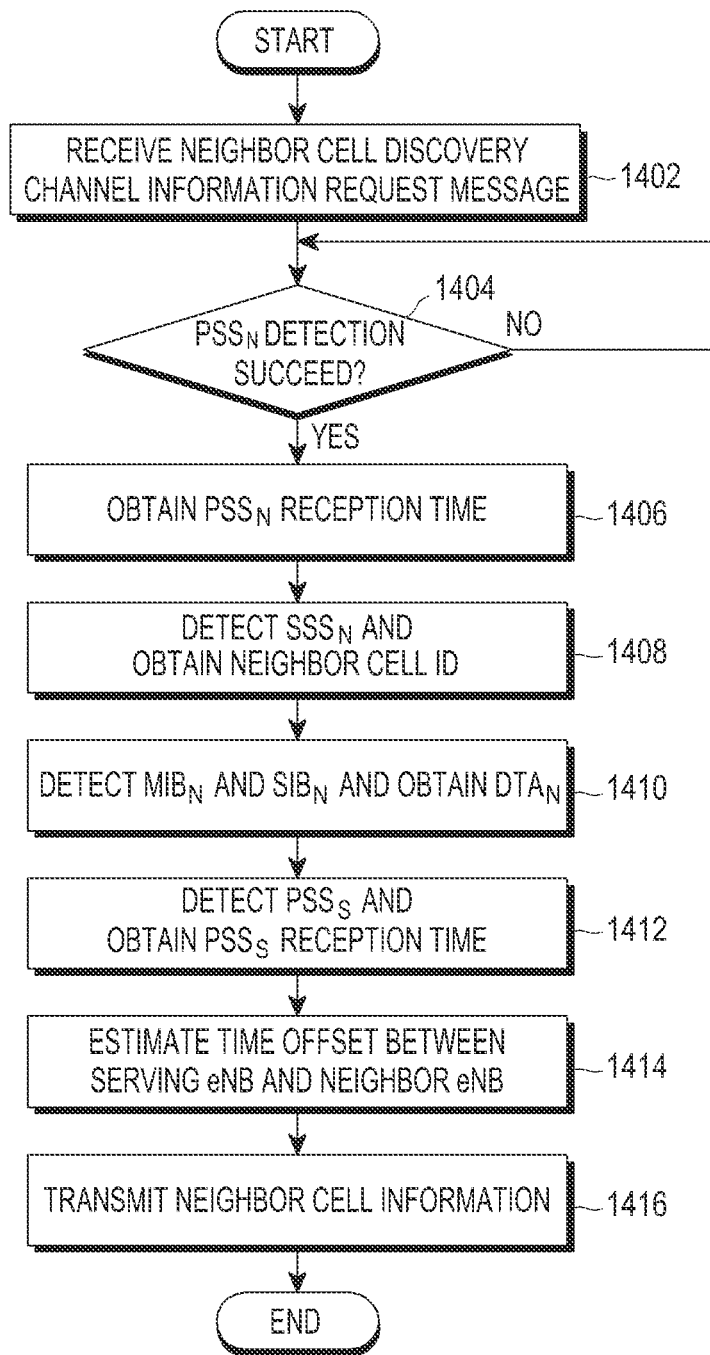 START
RECEIVE NEIGHBOR CELL DISCOVERY
CHANNEL INFORMATION REQUEST MESSAGE
1402
1404
PSSN DETECTION
SUCCEED?
NO
YES
OBTAIN PSSN RECEPTION TIME
1406
DETECT SSSN AND
OBTAIN NEIGHBOR CELL ID
1408
DETECT MIBN AND SIBN AND OBTAIN DTAN
1410
DETECT PSSS AND
OBTAIN PSSS RECEPTION TIME
1412
ESTIMATE TIME OFFSET BETWEEN
SERVING eNB AND NEIGHBOR eNB
1414
TRANSMIT NEIGHBOR CELL INFORMATION
1416
END